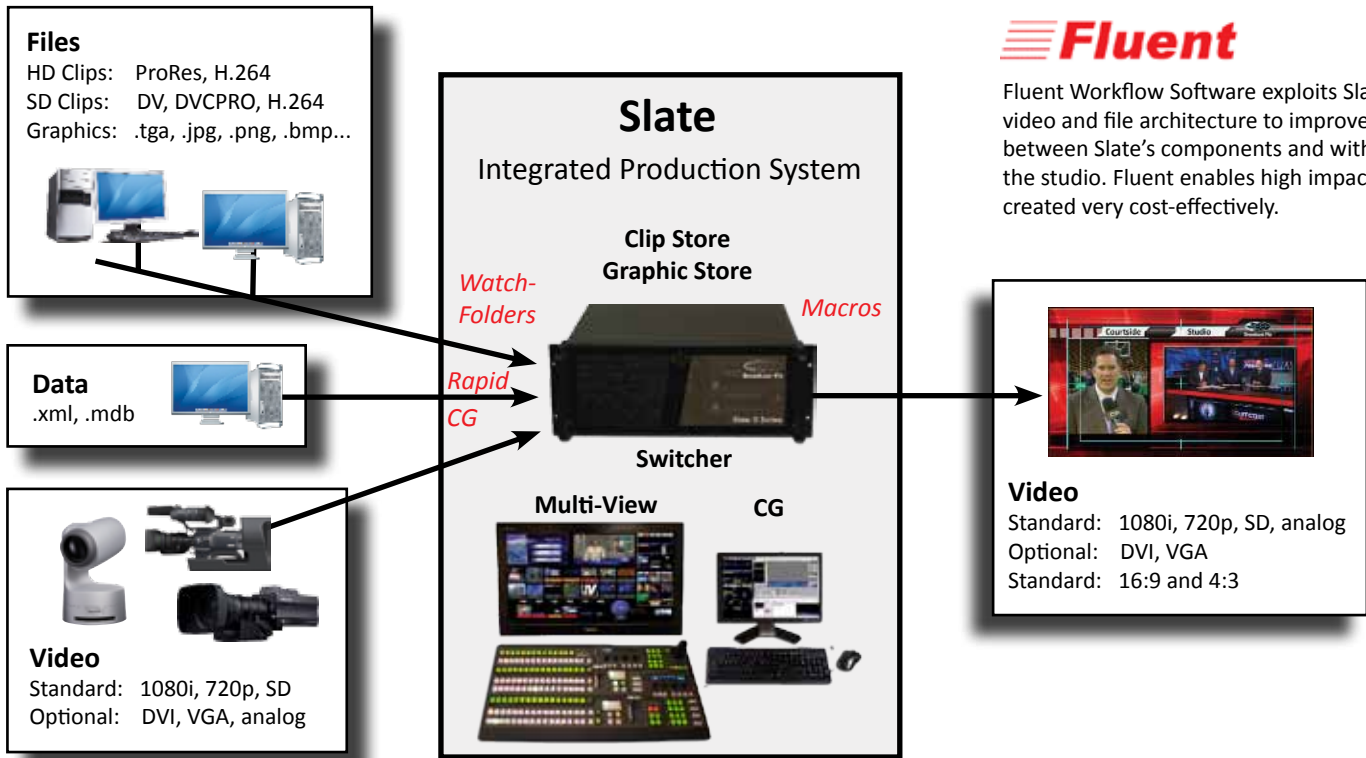 Files
HD Clips: ProRes, H.264
SD Clips: DV, DVCPRO, H.264
Graphics: .tga, .jpg, .png, .bmp...
Data
.xml, .mdb
Video
Standard: 1080i, 720p, SD
Optional: DVI, VGA, analog
Slate
Integrated Production System
Clip Store
Graphic Store
Watch-
Folders
Macros
Rapid
CG
Switcher
Multi-View
CG
Fluent
Fluent Workflow Software exploits Sla
video and file architecture to improve
between Slate's components and with
the studio. Fluent enables high impac
created very cost-effectively.
Courtside
Studio
Video
Standard: 1080i, 720p, SD, analog
Optional: DVI, VGA
Standard: 16:9 and 4:3